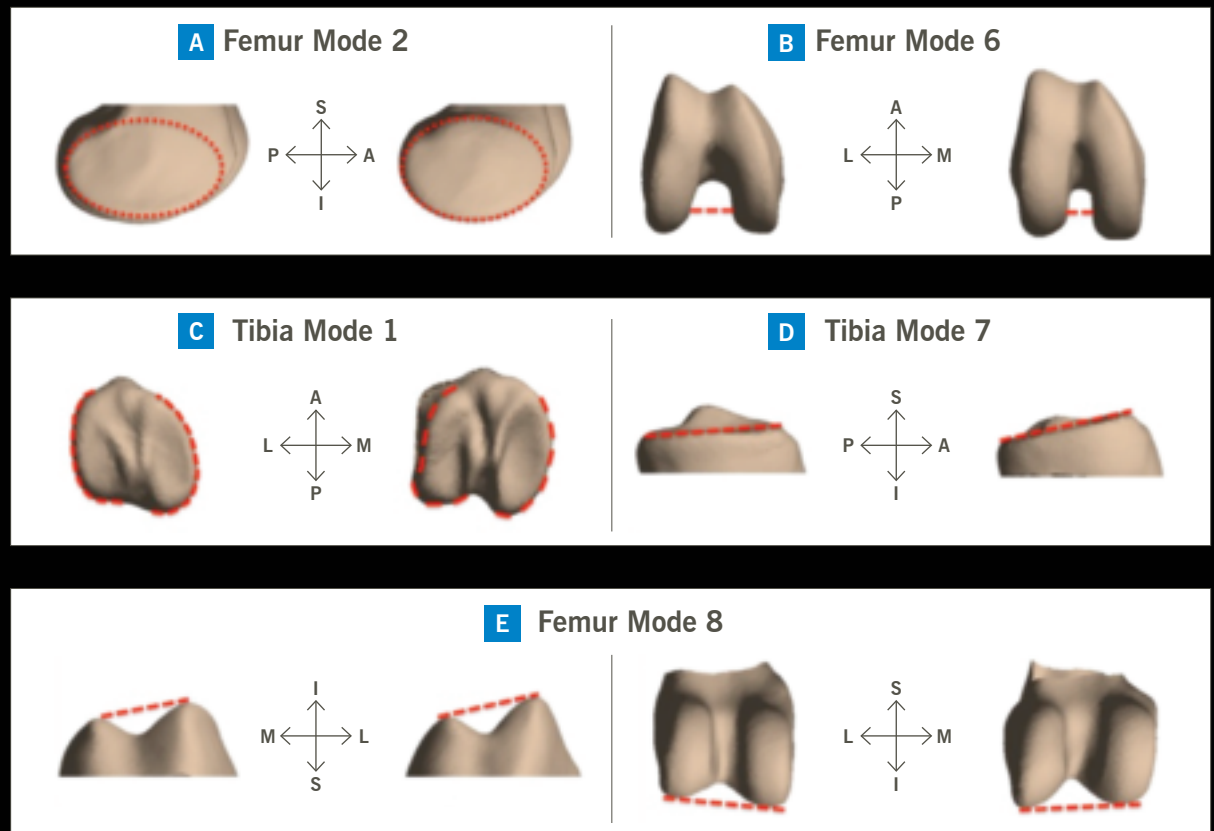 A Femur Mode 2
B Femur Mode 6
S
P A
I
A
L M
P
C Tibia Mode 1
D Tibia Mode 7
A
L M
P
S
P A
I
E Femur Mode 8
I
M L
S
S
L M
I